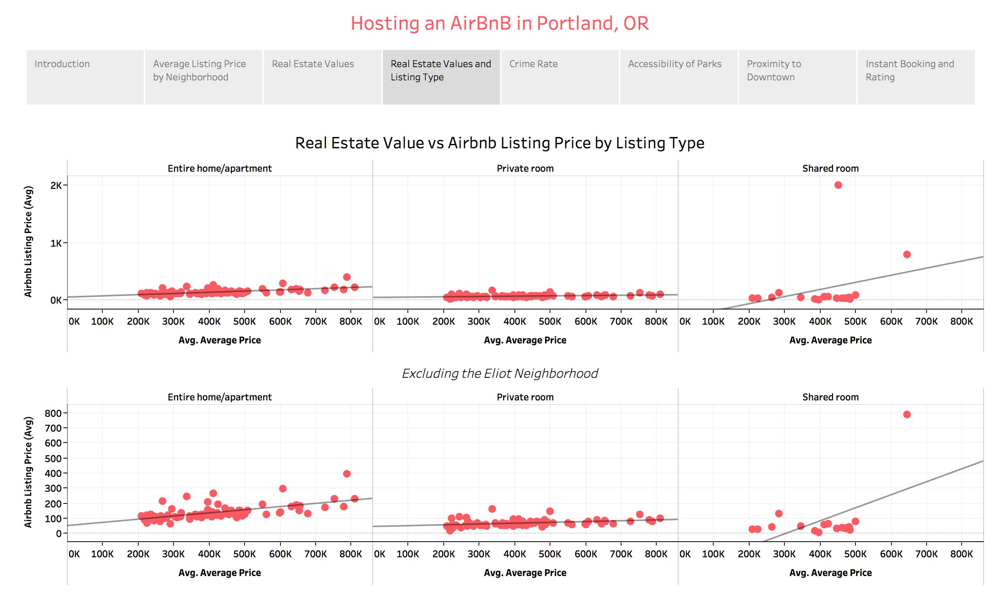 Hosting an AirBnB in Portland, OR
Introduction
Average Listing Price
by Neighborhood
Real Estate Values
Real Estate Values and
Listing Type
Crime Rate
Accessibility of Parks
Proximity to
Downtown
Instant Booking and
Rating
Real Estate Value vs Airbnb Listing Price by Listing Type
Entire home/apartment
Private room
Shared room
Airbnb Listing Price (Avg)
2K
1K
0K
0K 100K 200K 300K 400K 500K 600K 700K 800K
0K 100K 200K 300K 400K 500K 600K 700K 800K
0K 100K 200K 300K 400K 500K 600K 700K 800K
Avg. Average Price
Avg. Average Price
Avg. Average Price
Excluding the Eliot Neighborhood
Entire home/apartment
Private room
Shared room
Airbnb Listing Price (Avg)
800
700
600
500
400
300
200
100
0
0K 100K 200K 300K 400K 500K 600K 700K 800K
0K 100K 200K 300K 400K 500K 600K 700K 800K
0K 100K 200K 300K 400K 500K 600K 700K 800K
Avg. Average Price
Avg. Average Price
Avg. Average Price